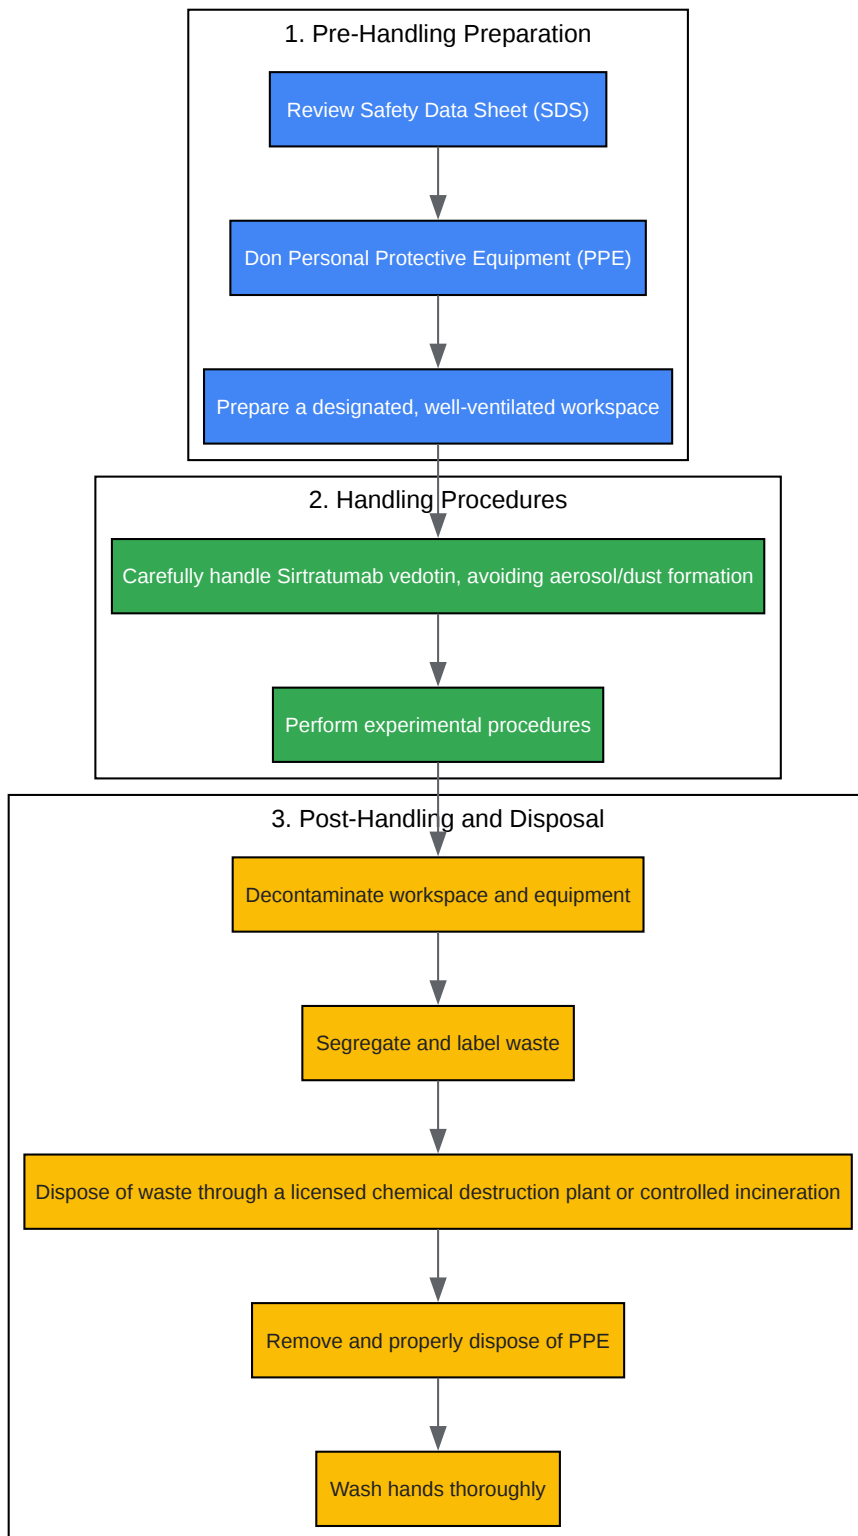 1. Pre-Handling Preparation
Review Safety Data Sheet (SDS)
Don Personal Protective Equipment (PPE)
Prepare a designated, well-ventilated workspace
2. Handling Procedures
Carefully handle Sirtratumab vedotin, avoiding aerosol/dust formation
Perform experimental procedures
3. Post-Handling and Disposal
Decontaminate workspace and equipment
Segregate and label waste
Dispose of waste through a licensed chemical destruction plant or controlled incineration
Remove and properly dispose of PPE
Wash hands thoroughly